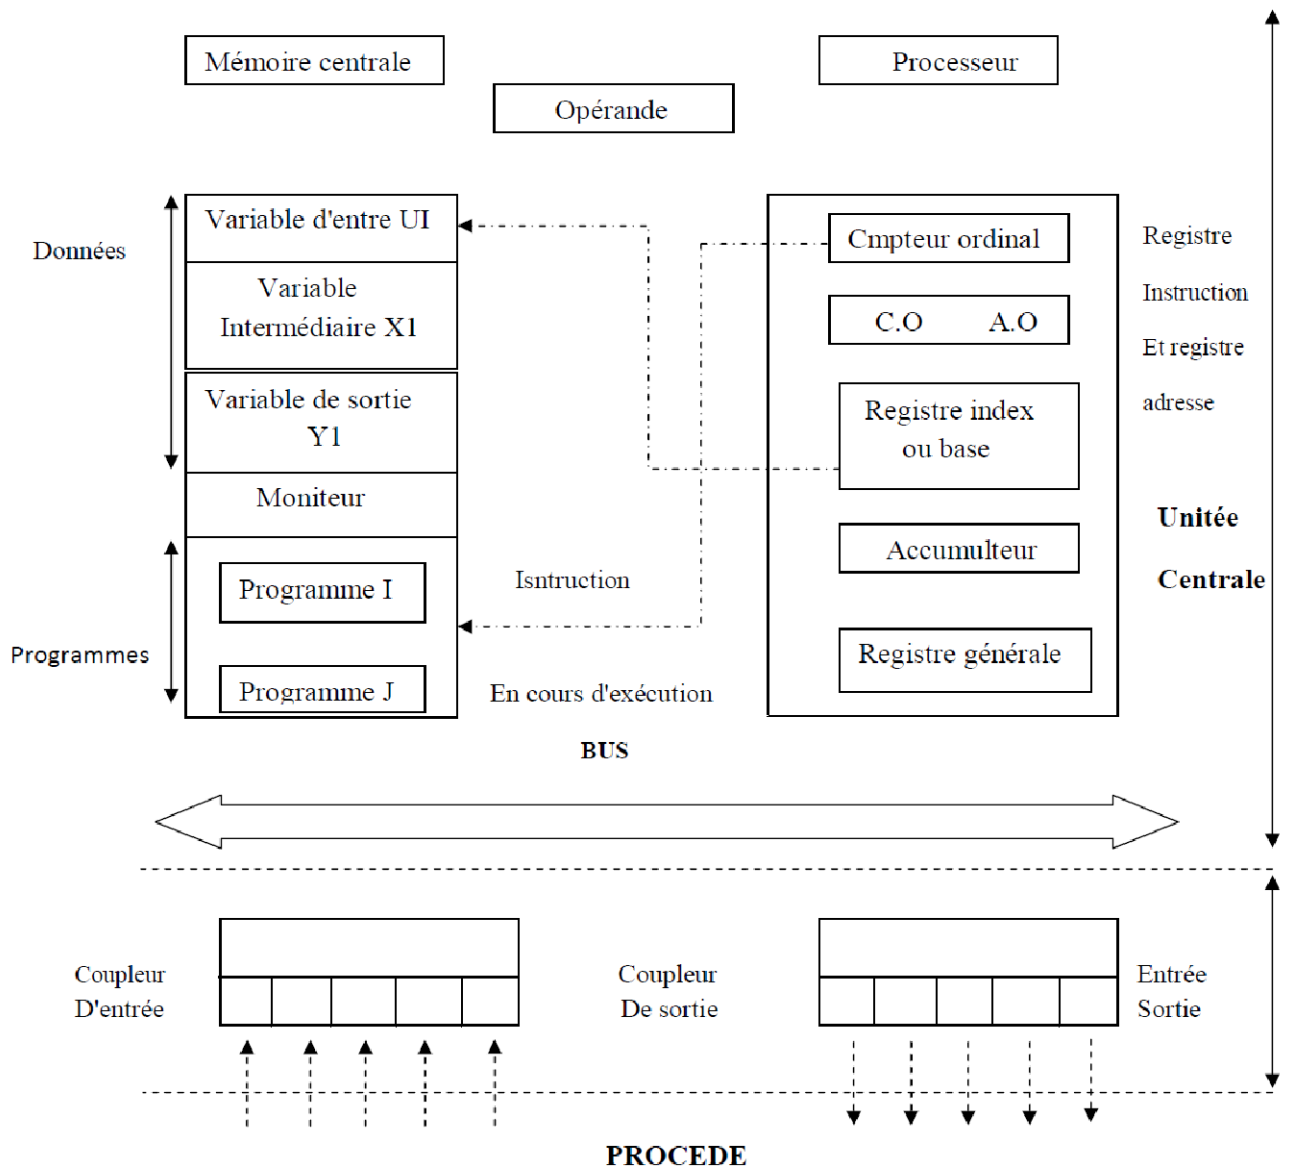 Mémoire centrale
Processeur
Opérande
Données
Variable d'entre UI
Variable
Intermédiaire X1
Variable de sortie
Y1
Moniteur
Programmes
Programme I
Programme J
Isntruction
En cours d'exécution
Cmpteur ordinal
C.O A.O
Registre index
ou base
Accumulteur
Registre générale
Registre
Instruction
Et registre
adresse
Unitée
Centrale
BUS
Coupleur
D'entrée
Coupleur
De sortie
Entrée
Sortie
PROCEDE